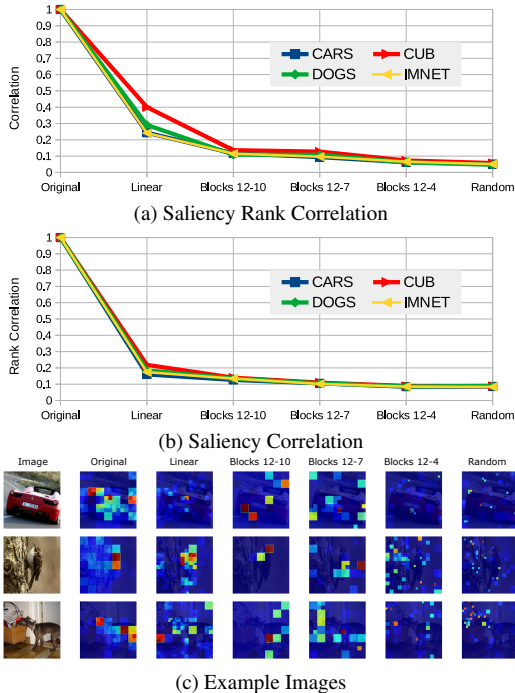 1
0.9
0.8
0.7
0.6
0.5
0.4
0.3
0.2
0.1
0
Correlation
CARS CUB
DOGS IMNET
Original Linear Blocks 12-10 Blocks 12-7 Blocks 12-4 Random
(a) Saliency Rank Correlation
1
0.9
0.8
0.7
0.6
0.5
0.4
0.3
0.2
0.1
0
Rank Correlation
CARS CUB
DOGS IMNET
Original Linear Blocks 12-10 Blocks 12-7 Blocks 12-4 Random
(b) Saliency Correlation
Image Original Linear Blocks 12-10 Blocks 12-7 Blocks 12-4 Random
(c) Example Images